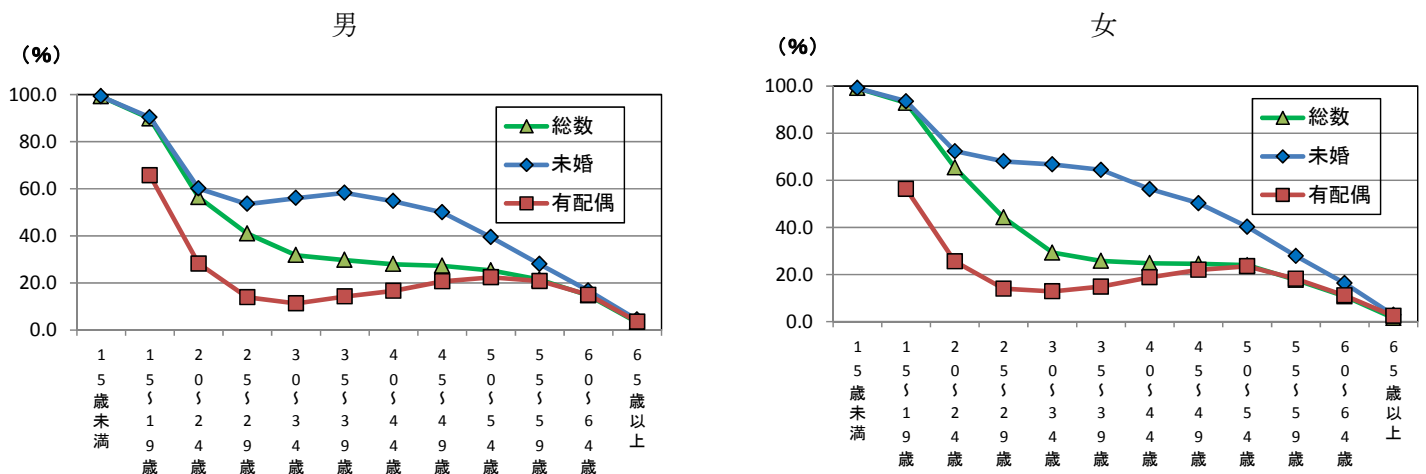 男
(%)
100.0
80.0
60.0
40.0
20.0
0.0
総数
未婚
有配偶
15歳未満
15～19歳
20～24歳
25～29歳
30～34歳
35～39歳
40～44歳
45～49歳
50～54歳
55～59歳
60～64歳
65歳以上
女
(%)
100.0
80.0
60.0
40.0
20.0
0.0
総数
未婚
有配偶
15歳未満
15～19歳
20～24歳
25～29歳
30～34歳
35～39歳
40～44歳
45～49歳
50～54歳
55～59歳
60～64歳
65歳以上